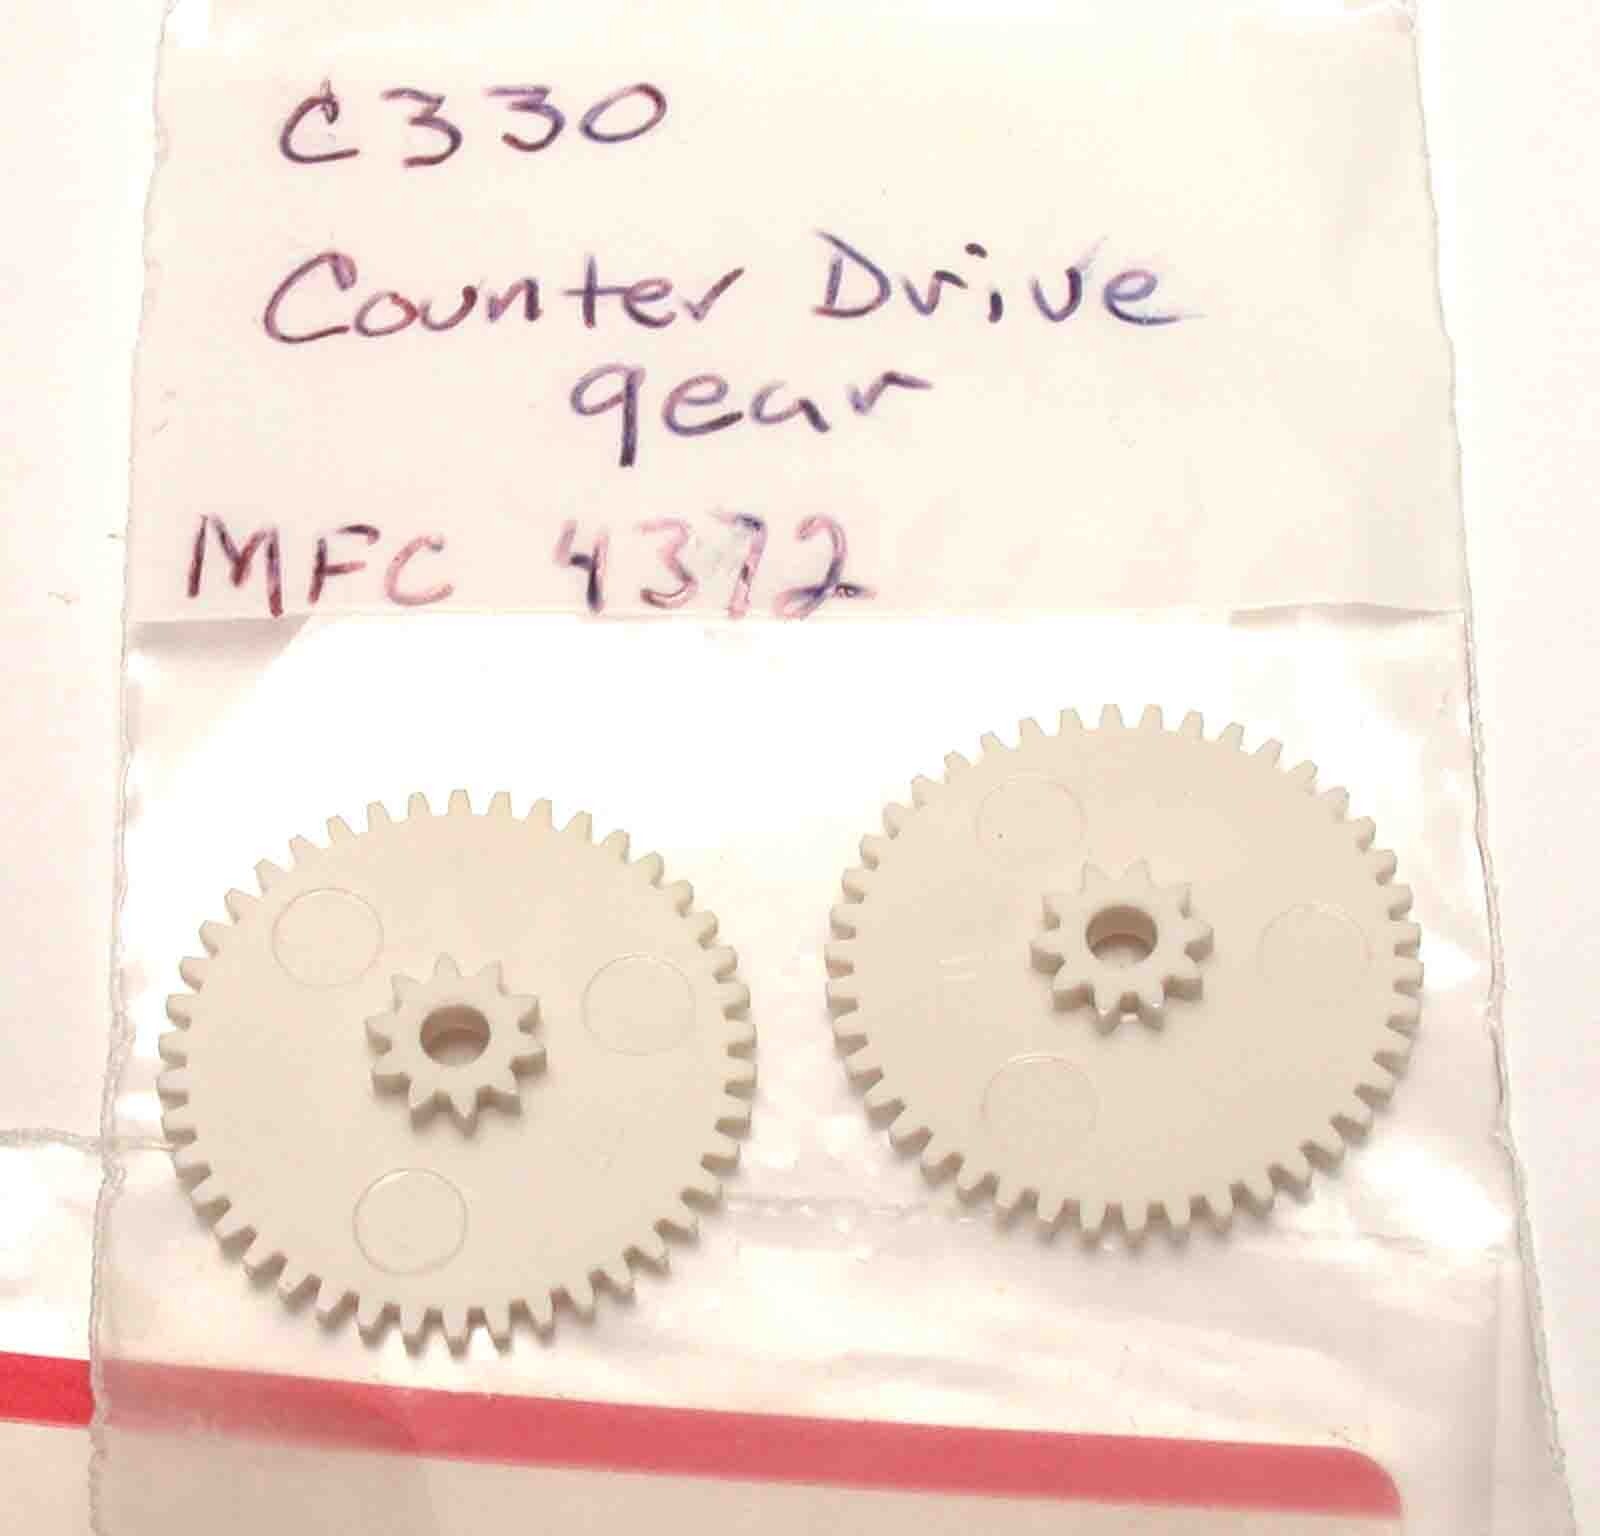 C330
Counter Drive
gear
MFC 4372